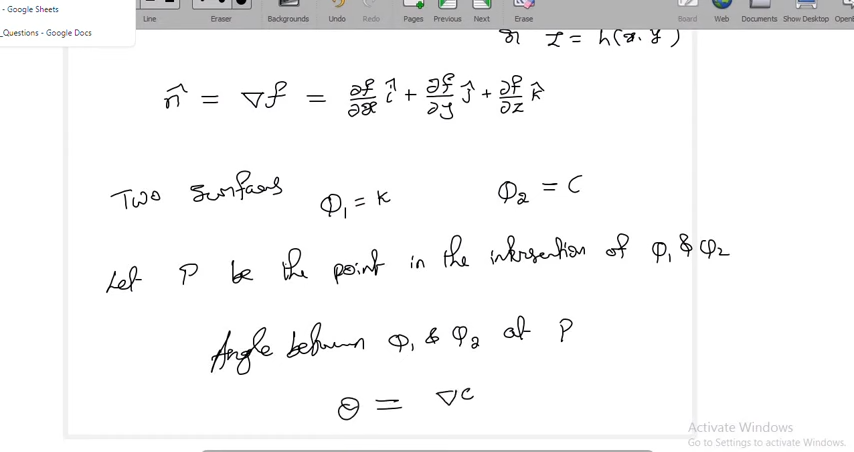 - Google Sheets
_Questions - Google Docs
Line
Eraser
Backgrounds
Undo
Redo
Pages
Previous
Next
Erase
Board
Web
Documents
Show Desktop
z = h(x, y)
n̂ = ∇f = ∂f/∂x î + ∂f/∂y ĵ + ∂f/∂z k̂
Two surfaces φ₁ = K φ₂ = C
Let P be the point in the intersection of φ₁ & φ₂
Angle between φ₁ & φ₂ at P
θ =
Activate Windows
Go to Settings to activate Windows.